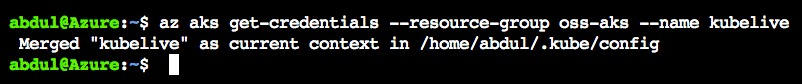 abdul@Azure:~$ az aks get-credentials --resource-group oss-aks --name kubelive
Merged "kubelive" as current context in /home/abdul/.kube/config
abdul@Azure:~$